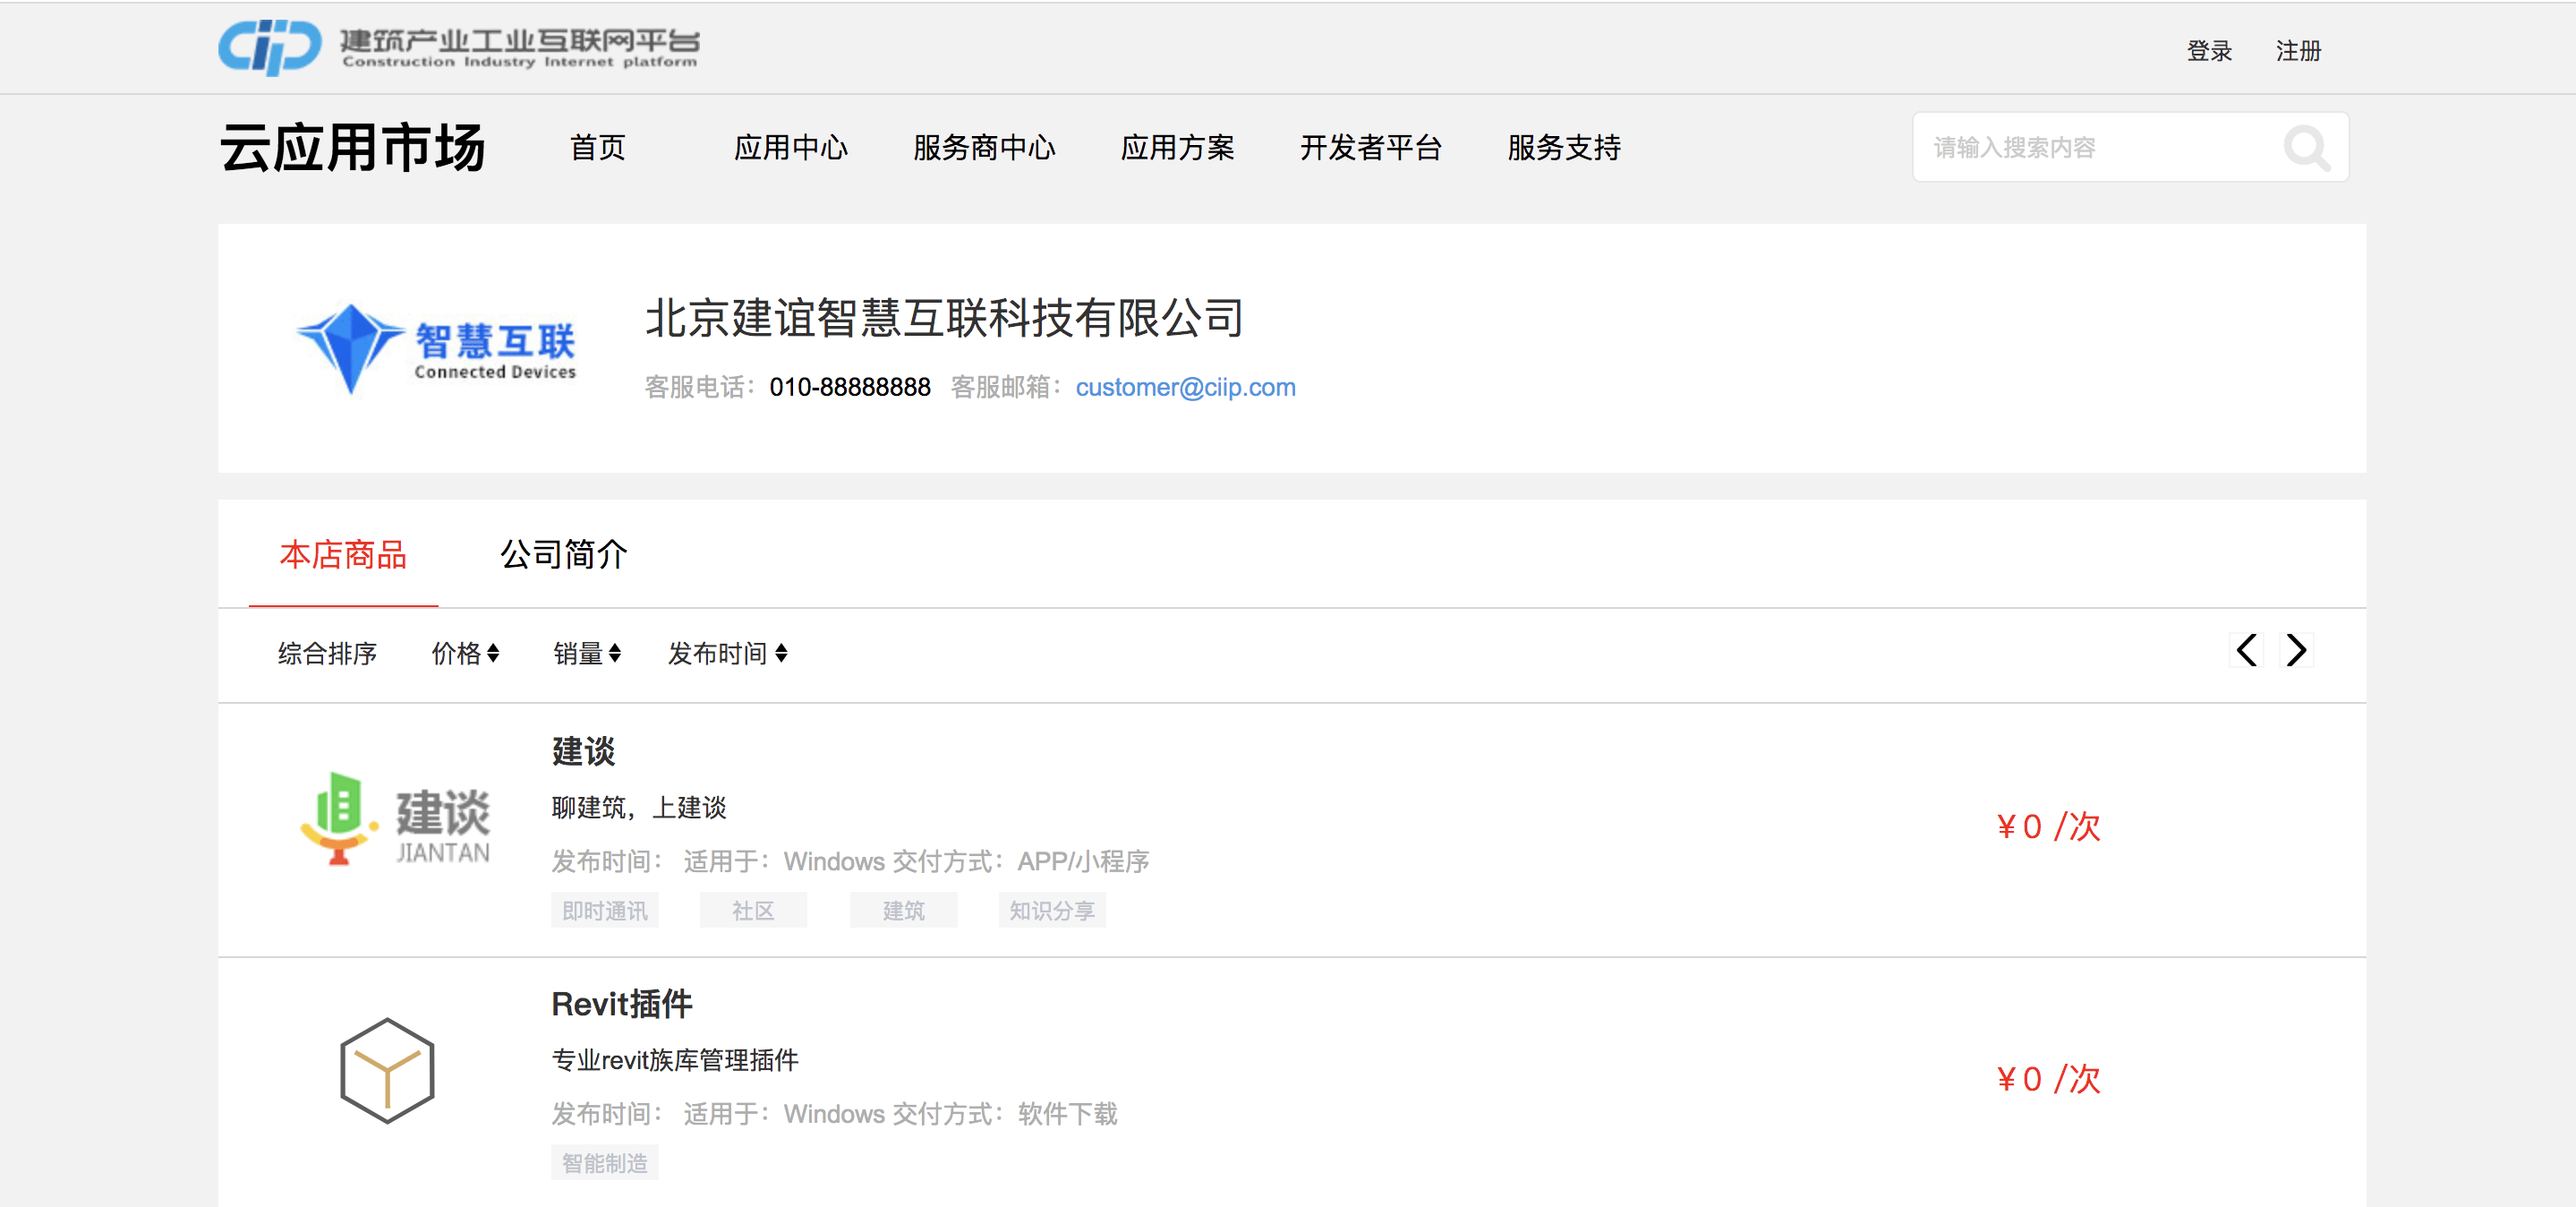 建筑产业工业互联网平台
Construction Industry Internet platform
登录 注册
云应用市场 首页 应用中心 服务商中心 应用方案 开发者平台 服务支持 请输入搜索内容
智慧互联
Connected Devices
北京建谊智慧互联科技有限公司
客服电话：010-88888888 客服邮箱：customer@ciip.com
本店商品 公司简介
综合排序 价格 销量 发布时间
建谈
JIANTAN
建谈
聊建筑，上建谈
发布时间： 适用于：Windows 交付方式：APP/小程序
即时通讯 社区 建筑 知识分享
¥0 /次
Revit插件
专业revit族库管理插件
发布时间： 适用于：Windows 交付方式：软件下载
智能制造
¥0 /次